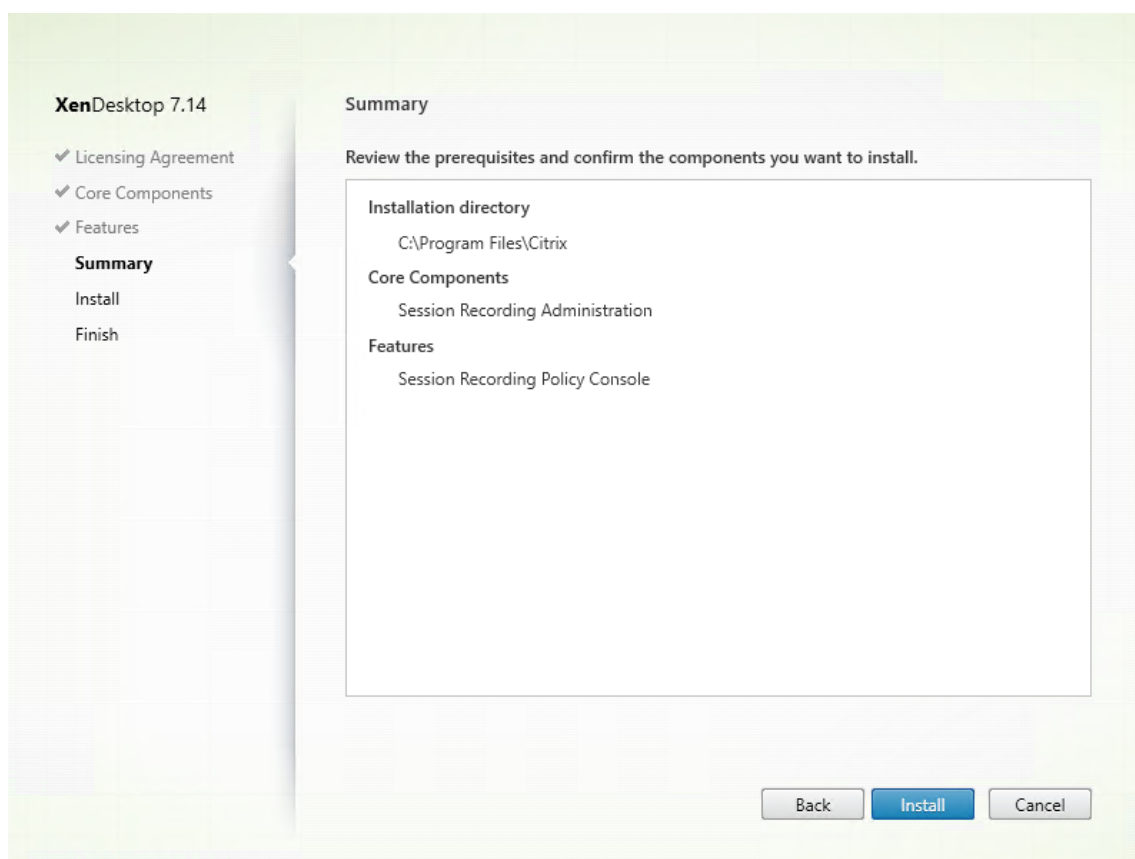 XenDesktop 7.14
Licensing Agreement
Core Components
Features
Summary
Install
Finish
Summary
Review the prerequisites and confirm the components you want to install.
Installation directory
C:\Program Files\Citrix
Core Components
Session Recording Administration
Features
Session Recording Policy Console
Back
Install
Cancel